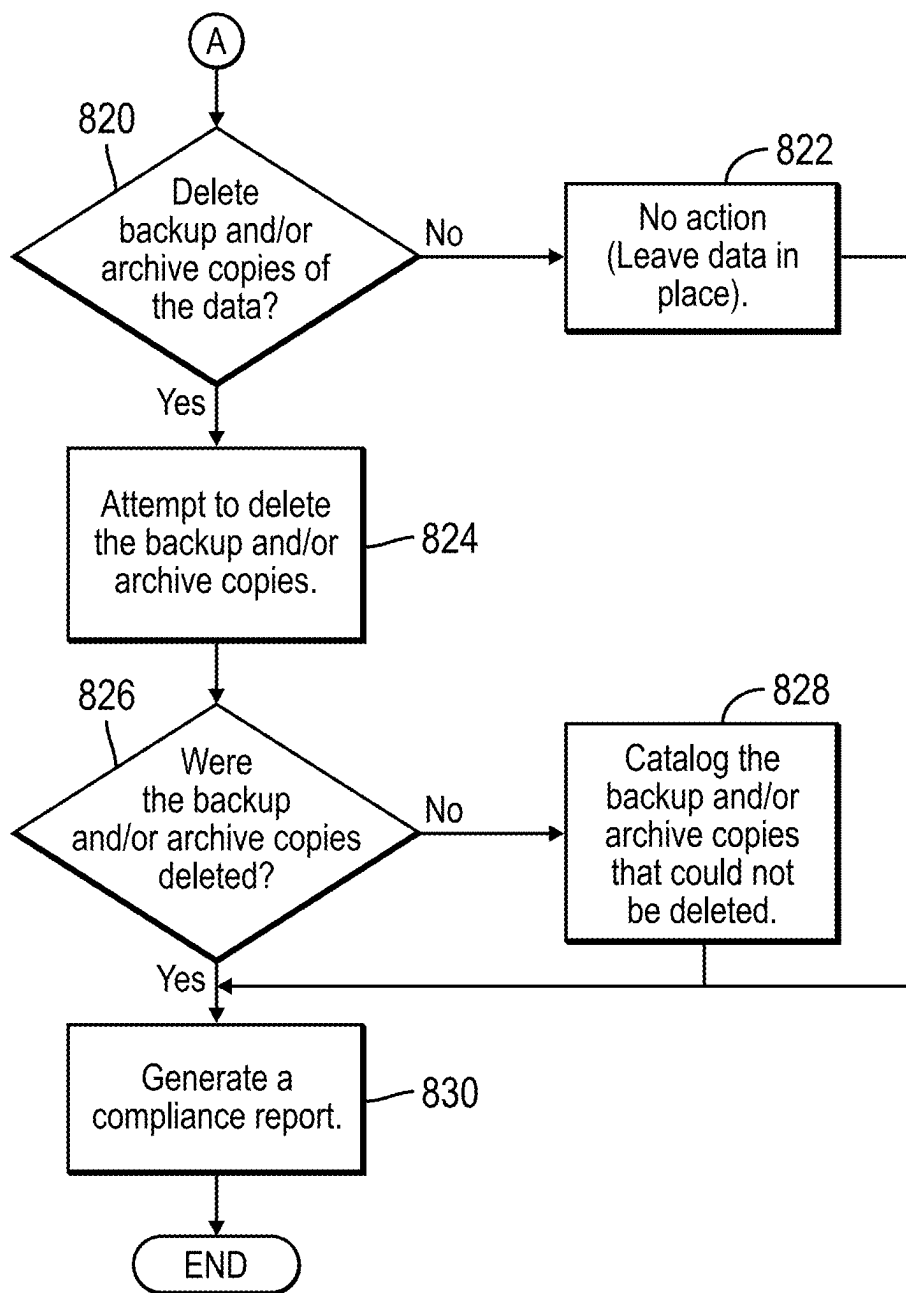 A
820
Delete
backup and/or
archive copies of
the data?
No
822
No action
(Leave data in
place).
Yes
Attempt to delete
the backup and/or
archive copies.
824
826
Were
the backup
and/or archive copies
deleted?
No
828
Catalog the
backup and/or
archive copies
that could not
be deleted.
Yes
Generate a
compliance report.
830
END